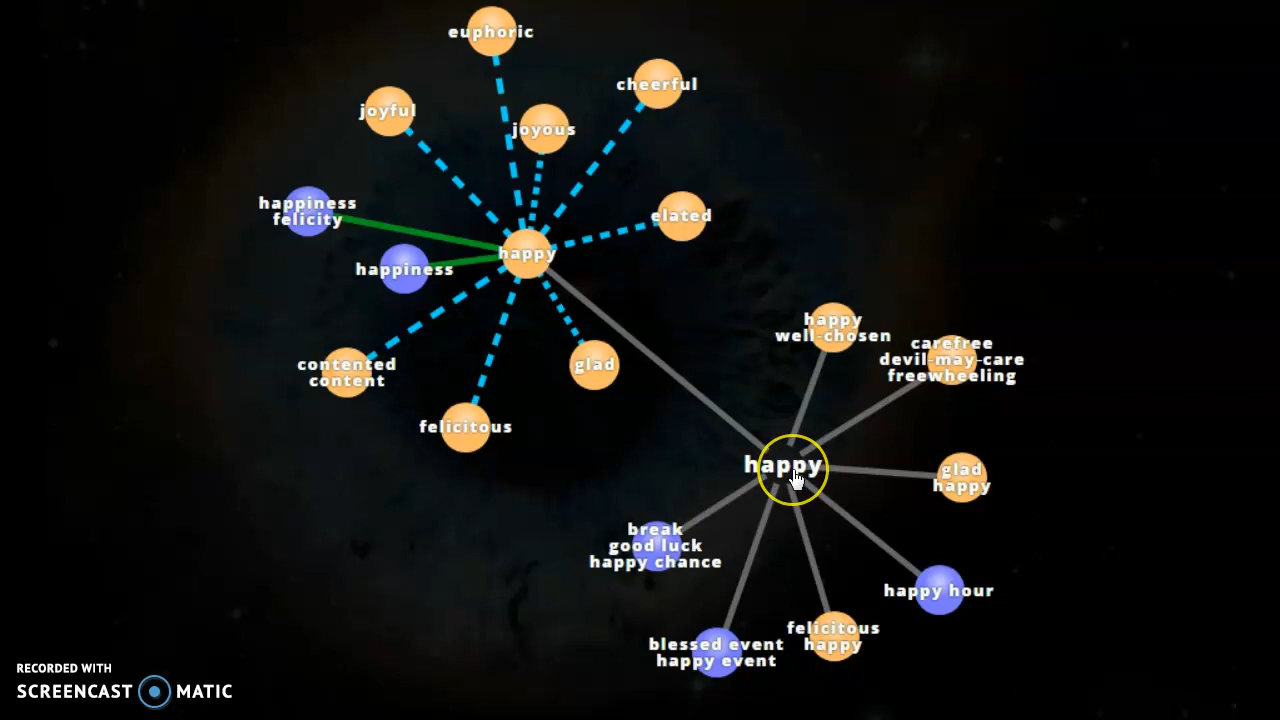 euphoric
cheerful
joyful
joyous
happiness
felicity
elated
happy
happiness
happy
well-chosen
carefree
devil-may-care
freewheeling
contented
content
glad
felicitous
happy
glad
happy
break
good luck
happy chance
happy hour
felicitous
happy
blessed event
happy event
RECORDED WITH
SCREENCAST MATIC